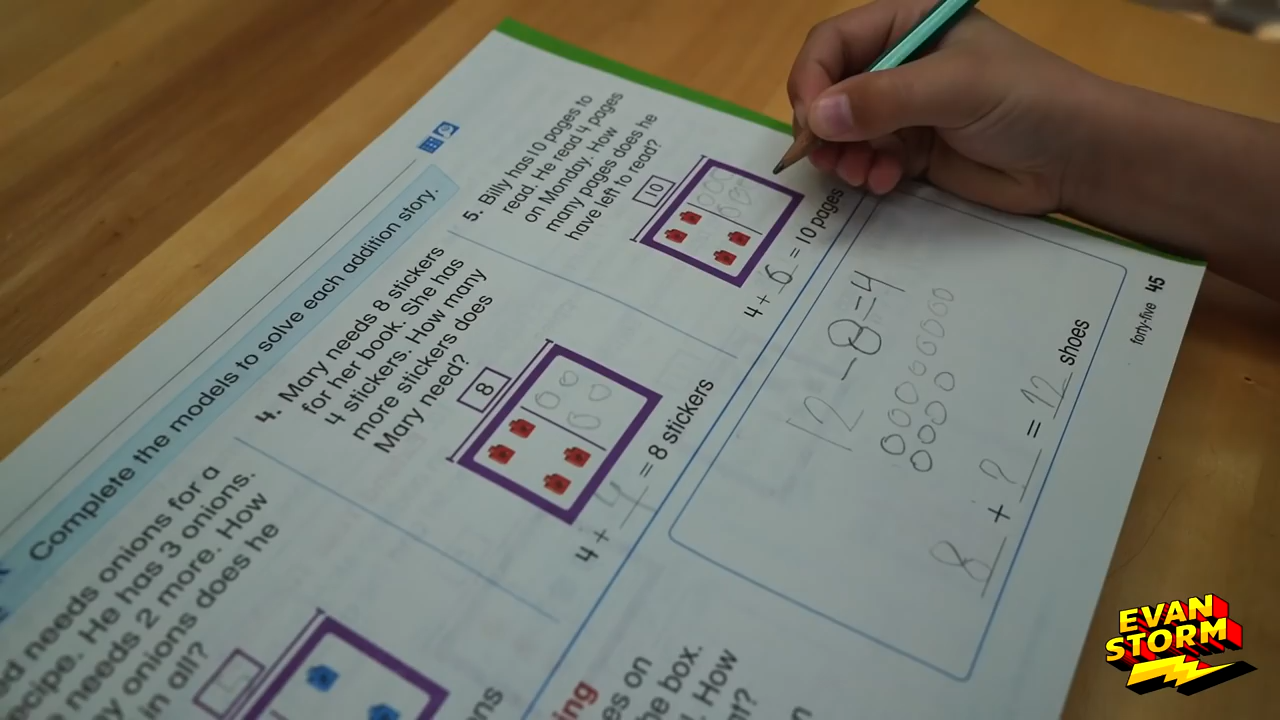 Complete the models to solve each addition story.
needs onions for a
He has 3 onions.
needs 2 more. How
onions does he
in all?
4. Mary needs 8 stickers
for her book. She has
4 stickers. How many
more stickers does
Mary need?
8
4 + 4 = 8 stickers
5. Billy has 10 pages to
read. He read 4 pages
on Monday. How
many pages does he
have left to read?
10
4 + 6 = 10 pages
on
the box.
How
12 - 8 = 4
8 + ? = 12 shoes
forty-five 45
EVAN
STORM